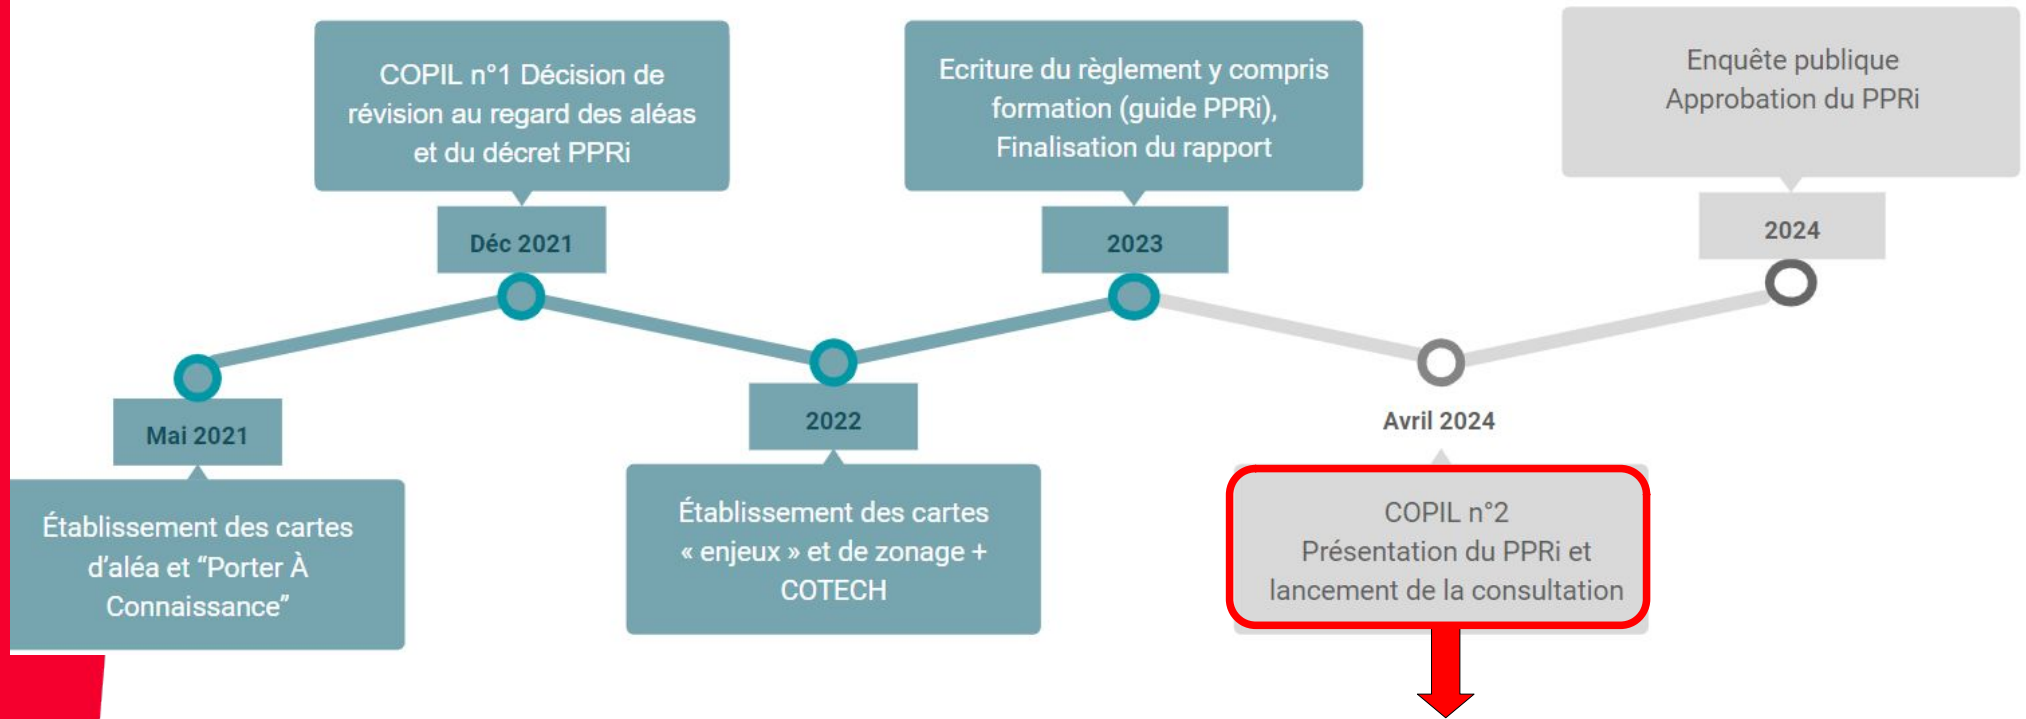 COPIL n°1 Décision de
révision au regard des aléas
et du décret PPRi
Déc 2021
Ecriture du règlement y compris
formation (guide PPRi),
Finalisation du rapport
2023
Enquête publique
Approbation du PPRi
2024
Mai 2021
Établissement des cartes
d'aléa et “Porter À
Connaissance”
2022
Établissement des cartes
« enjeux » et de zonage +
COTECH
Avril 2024
COPIL n°2
Présentation du PPRi et
lancement de la consultation